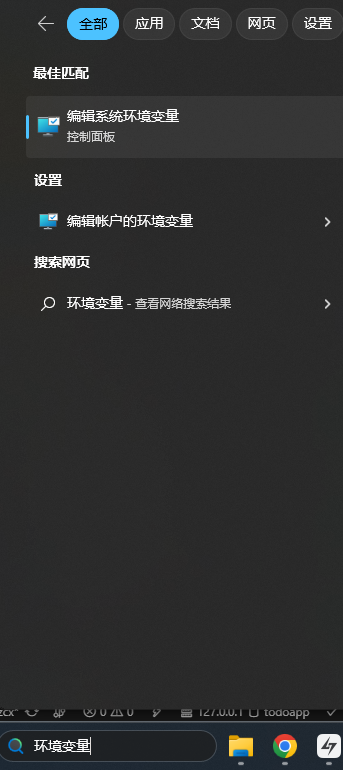 全部 应用 文档 网页 设置
最佳匹配
编辑系统环境变量
控制面板
设置
编辑帐户的环境变量
搜索网页
环境变量 - 查看网络搜索结果
zcx* 0 0 127.0.0.1 todoapp
环境变量